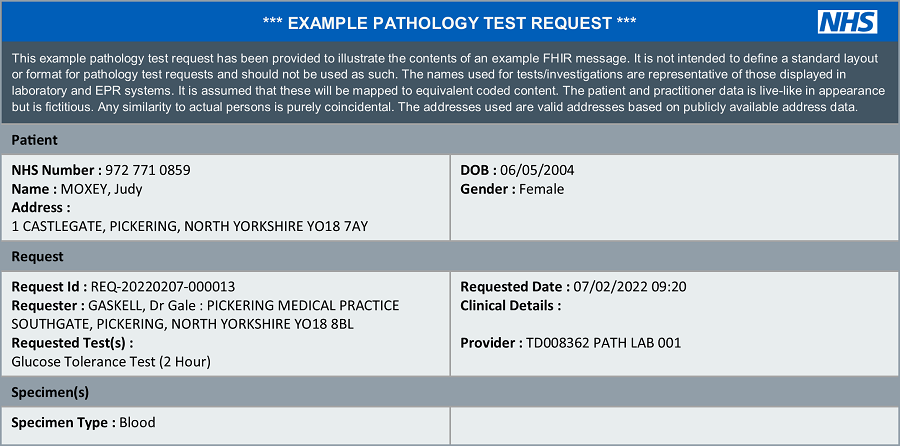 *** EXAMPLE PATHOLOGY TEST REQUEST ***
NHS
This example pathology test request has been provided to illustrate the contents of an example FHIR message. It is not intended to define a standard layout
or format for pathology test requests and should not be used as such. The names used for tests/investigations are representative of those displayed in
laboratory and EPR systems. It is assumed that these will be mapped to equivalent coded content. The patient and practitioner data is live-like in appearance
but is fictitious. Any similarity to actual persons is purely coincidental. The addresses used are valid addresses based on publicly available address data.
Patient
NHS Number : 972 771 0859
Name : MOXEY, Judy
Address :
1 CASTLEGATE, PICKERING, NORTH YORKSHIRE YO18 7AY
DOB : 06/05/2004
Gender : Female
Request
Request Id : REQ-20220207-000013
Requester : GASKELL, Dr Gale : PICKERING MEDICAL PRACTICE
SOUTHGATE, PICKERING, NORTH YORKSHIRE YO18 8BL
Requested Test(s) :
Glucose Tolerance Test (2 Hour)
Requested Date : 07/02/2022 09:20
Clinical Details :
Provider : TD008362 PATH LAB 001
Specimen(s)
Specimen Type : Blood